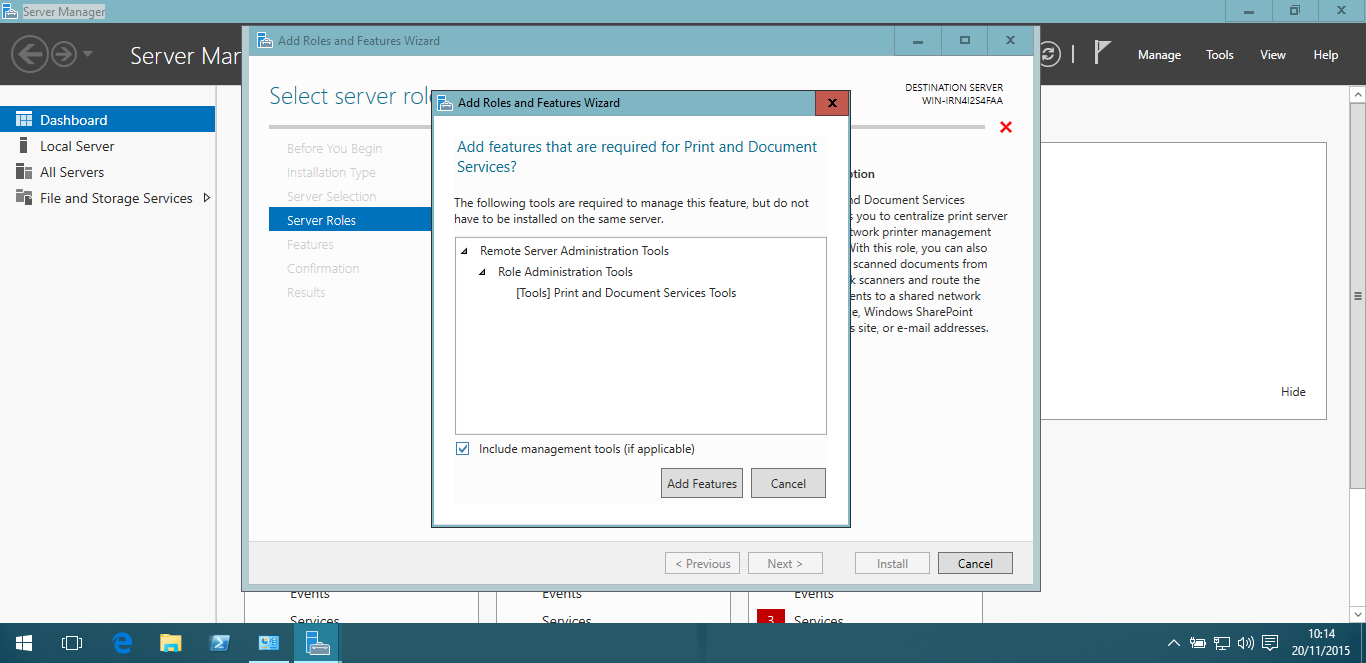 Server Manager
Server Mar
Manage
Tools
View
Help
Dashboard
Local Server
All Servers
File and Storage Services
Add Roles and Features Wizard
Select server rol
DESTINATION SERVER
WIN-IRN4I2S4FAA
Before You Begin
Installation Type
Server Selection
Server Roles
Features
Confirmation
Results
Add Roles and Features Wizard
Add features that are required for Print and Document
Services?
The following tools are required to manage this feature, but do not
have to be installed on the same server.
Remote Server Administration Tools
Role Administration Tools
[Tools] Print and Document Services Tools
Include management tools (if applicable)
Add Features
Cancel
ption
nd Document Services
s you to centralize print server
twork printer management
With this role, you can also
scanned documents from
k scanners and route the
ents to a shared network
e, Windows SharePoint
s site, or e-mail addresses.
Hide
< Previous
Next >
Install
Cancel
Events
Events
Events
Services
Services
3
Services
10:14
20/11/2015